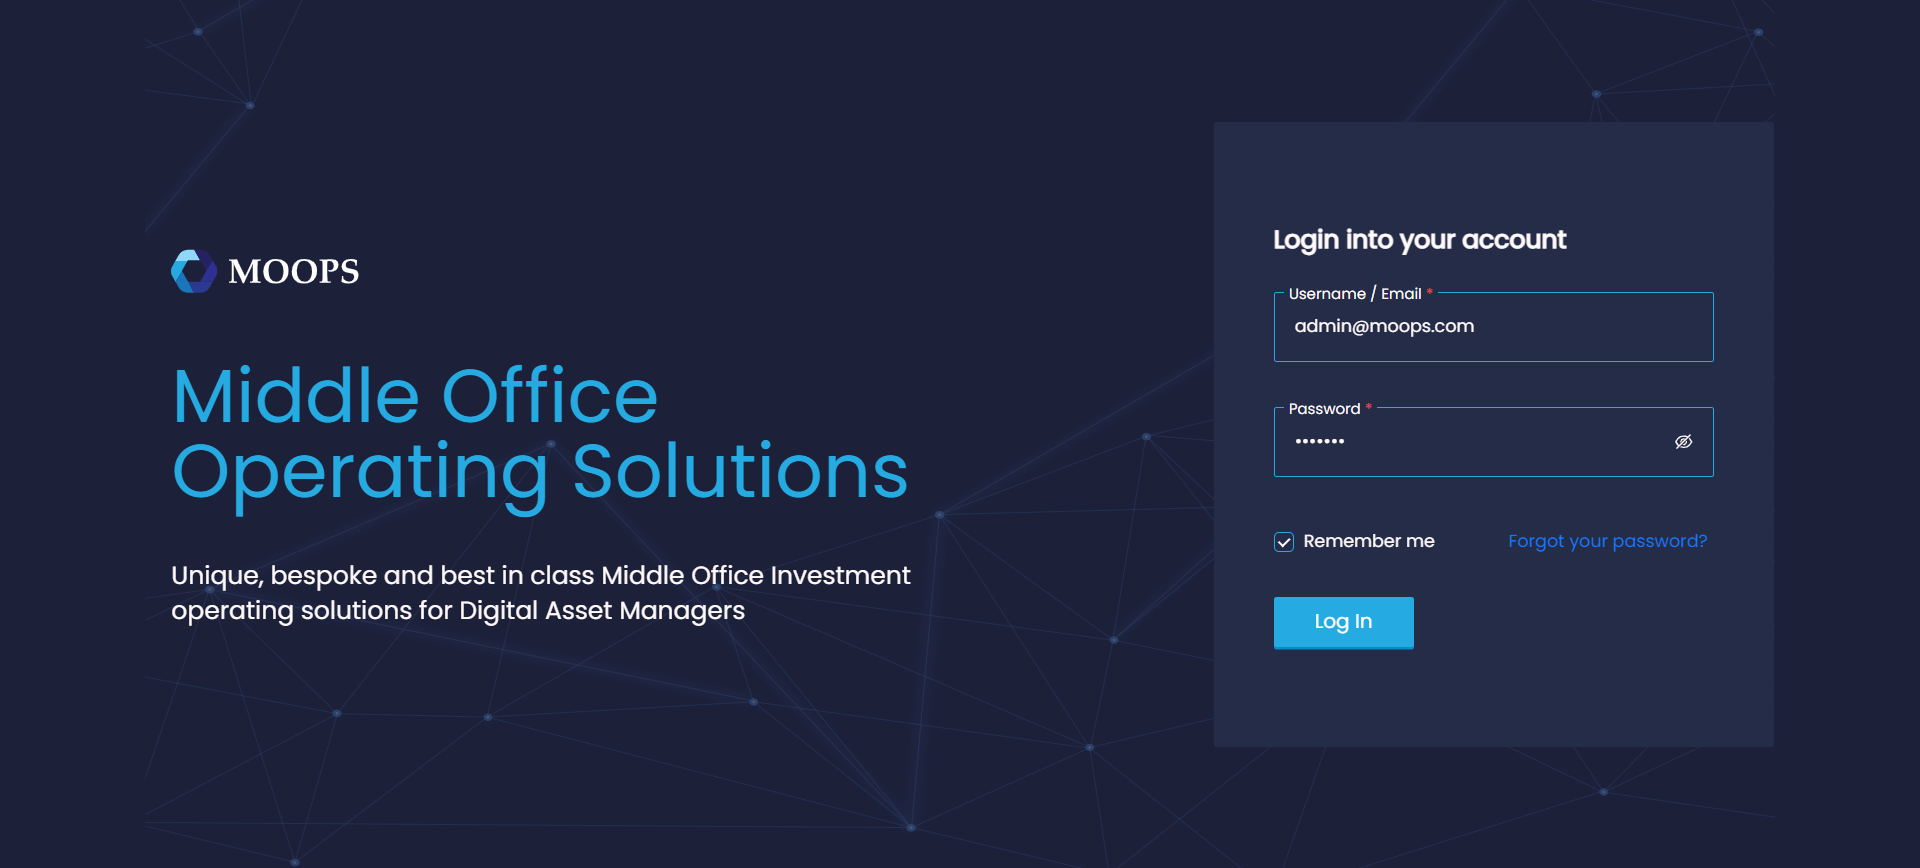 MOOPS
Middle Office
Operating Solutions
Unique, bespoke and best in class Middle Office Investment
operating solutions for Digital Asset Managers
Login into your account
Username / Email *
admin@moops.com
Password *
•••••••
Remember me
Forgot your password?
Log In